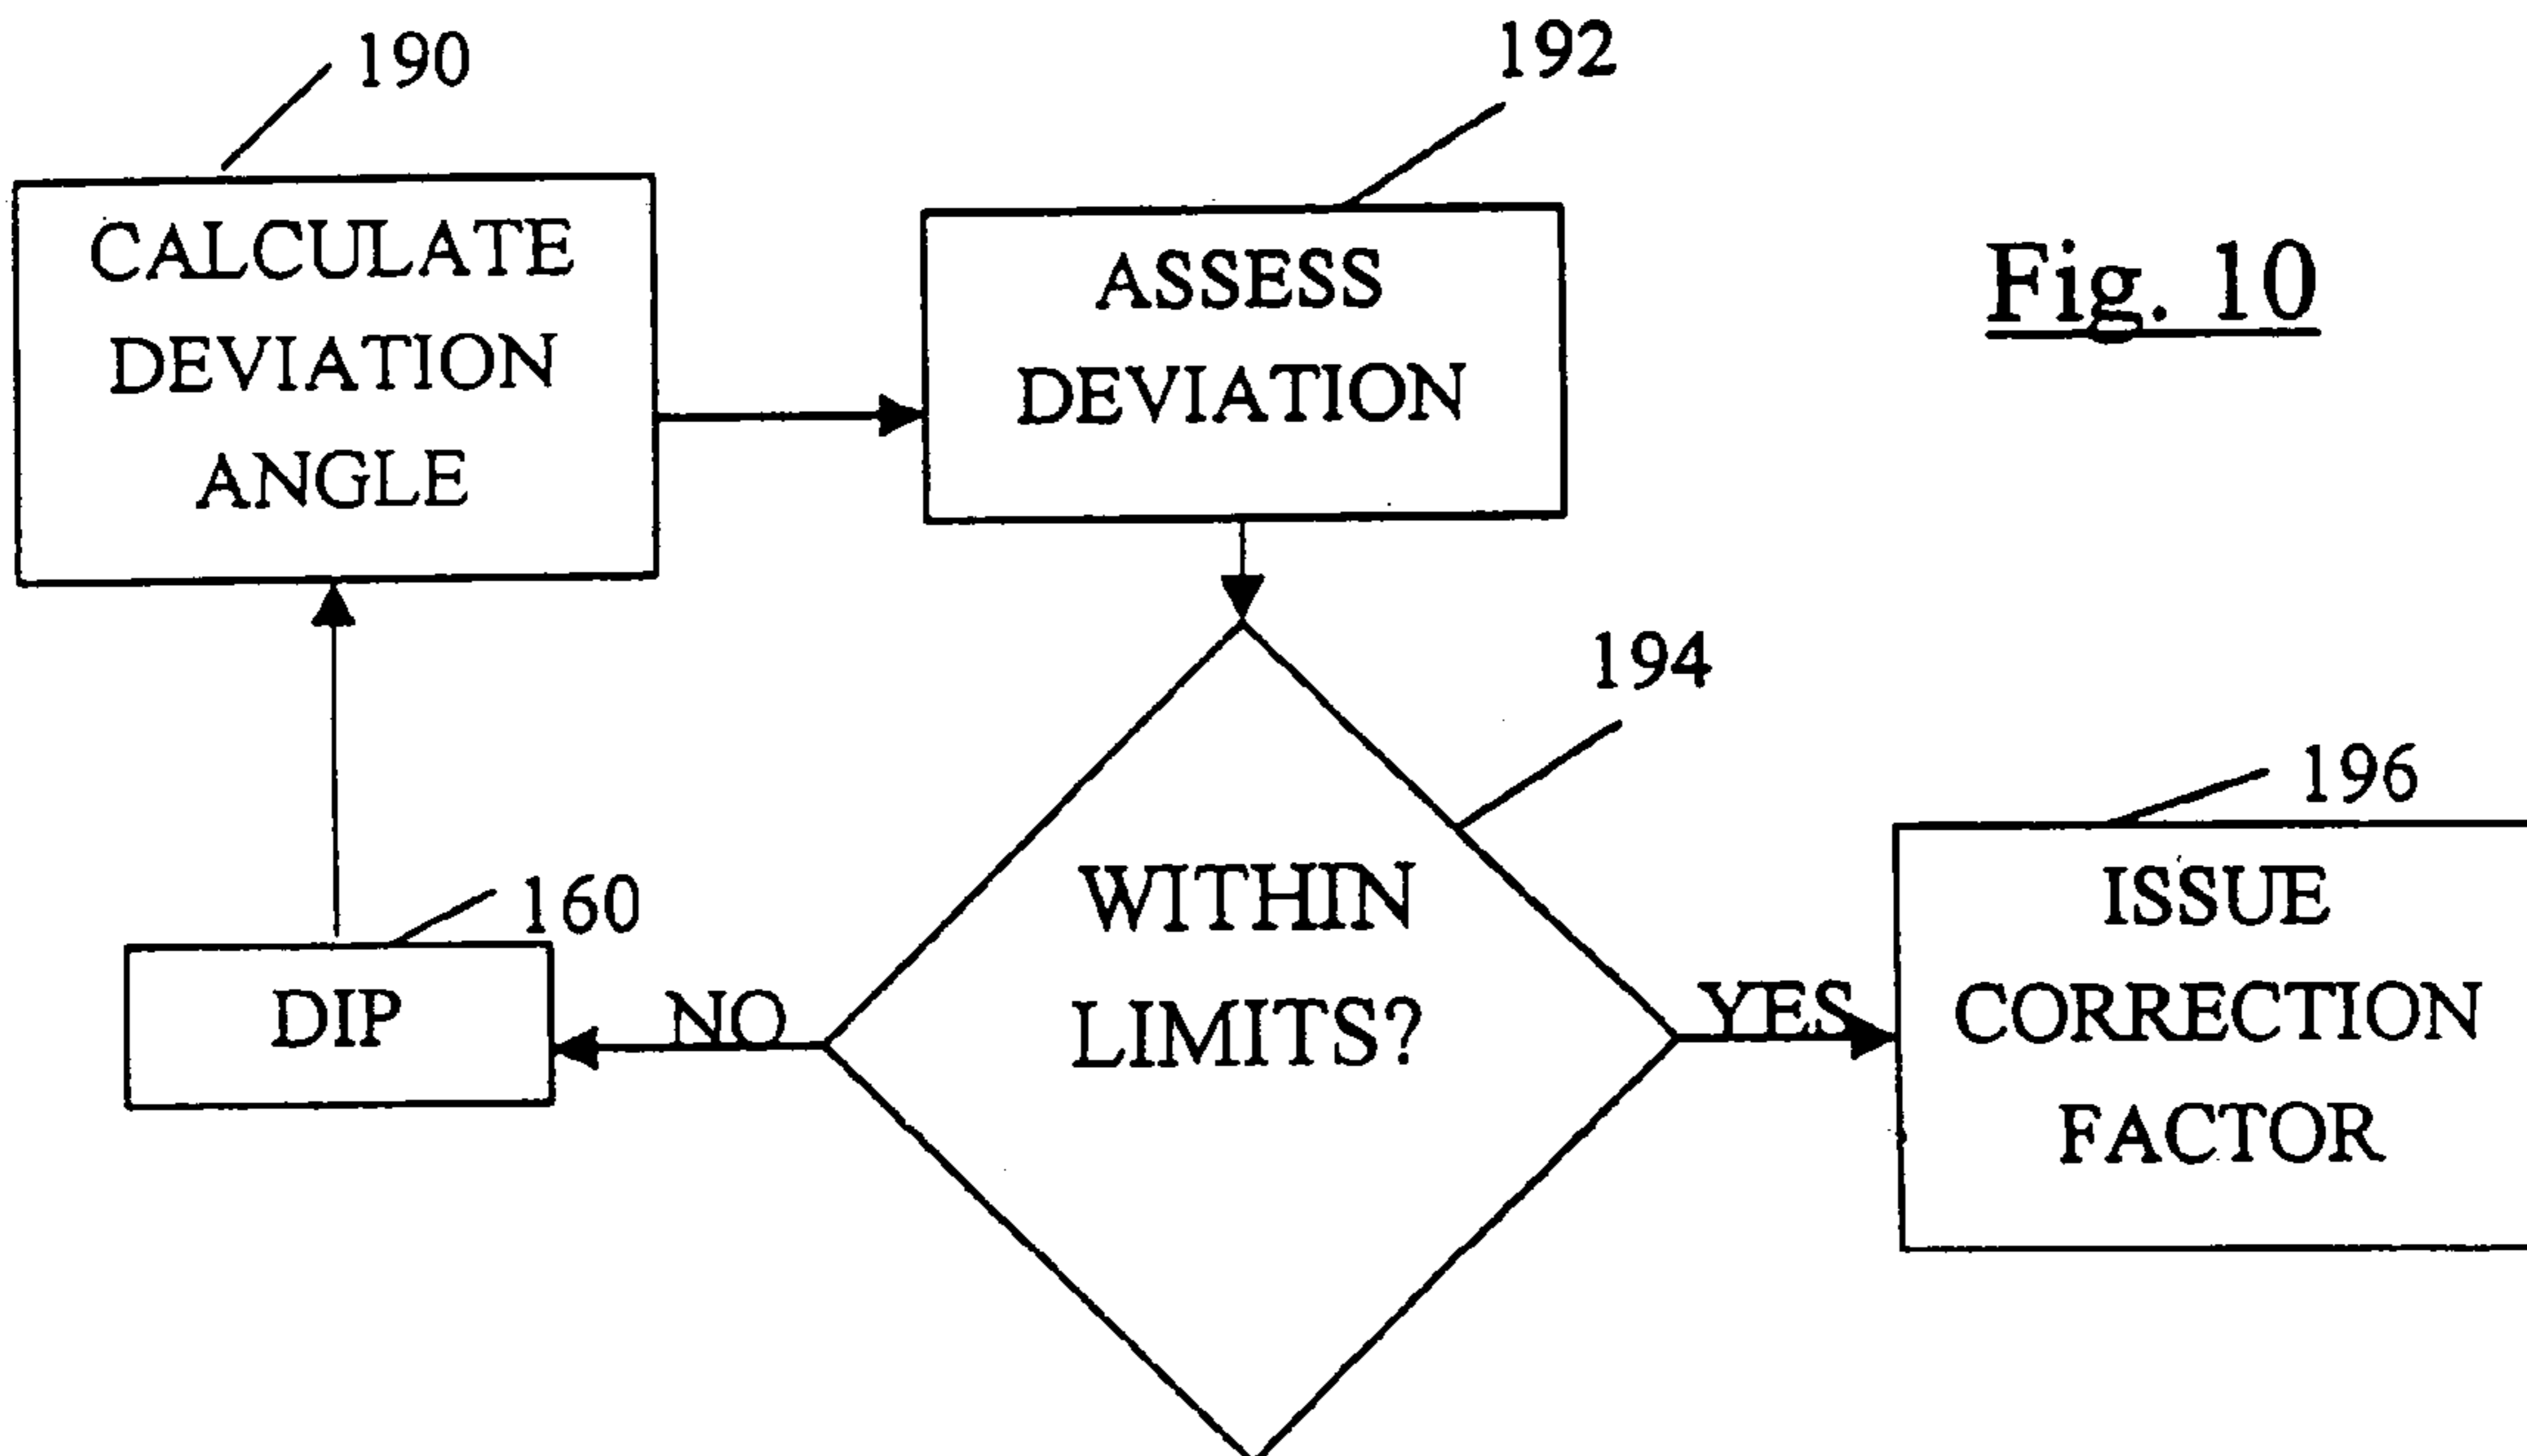 190
CALCULATE
DEVIATION
ANGLE
192
ASSESS
DEVIATION
Fig. 10
194
WITHIN
LIMITS?
160
DIP
NO
YES
196
ISSUE
CORRECTION
FACTOR